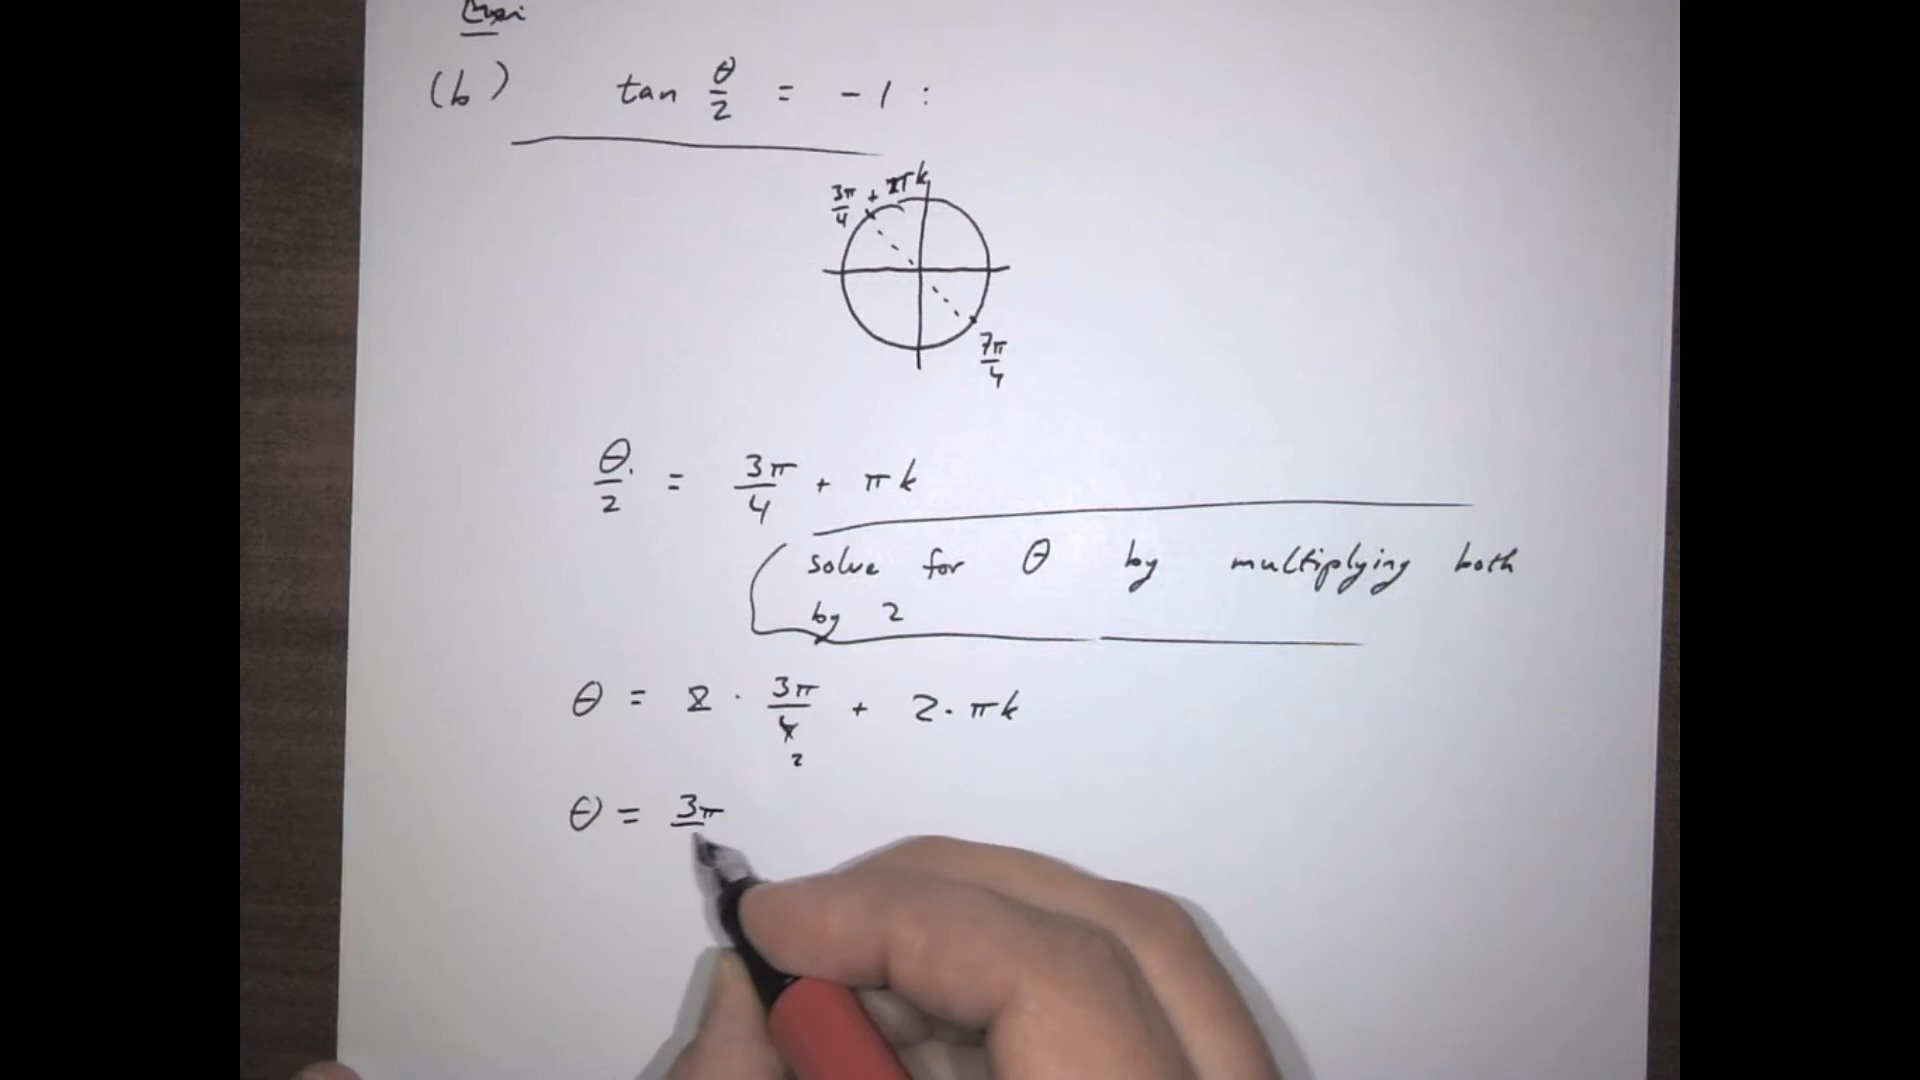 (b) tan θ/2 = -1 :
3π/4 + πk
7π/4
θ/2 = 3π/4 + πk
solve for θ by multiplying both
by 2
θ = 2 · 3π/4 + 2 · πk
2
θ = 3π